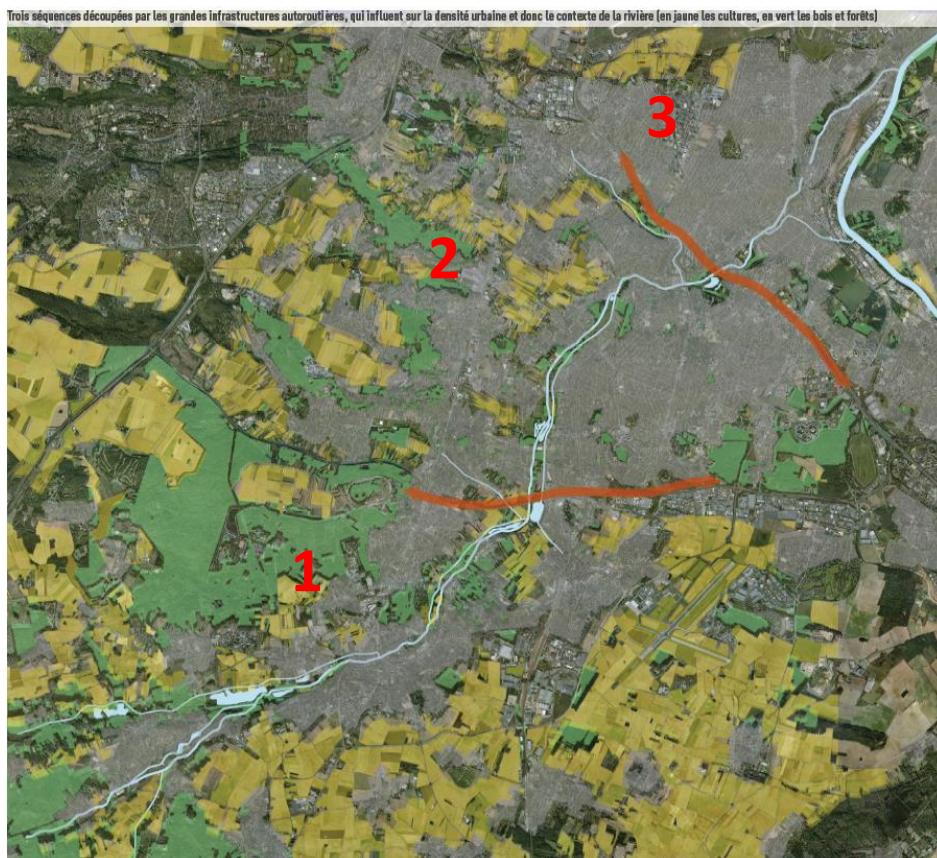 Trois séquences découpées par les grandes infrastructures autoroutières, qui influent sur la densité urbaine et donc le contexte de la rivière (en jaune les cultures, en vert les bois et forêts)
3
2
1